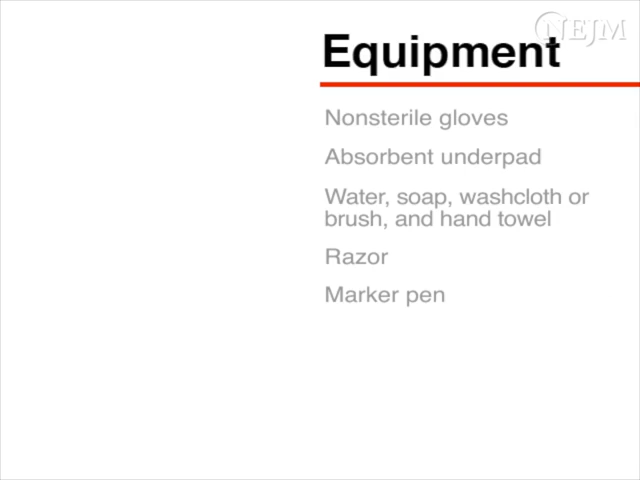 NEJM
Equipment
Nonsterile gloves
Absorbent underpad
Water, soap, washcloth or
brush, and hand towel
Razor
Marker pen